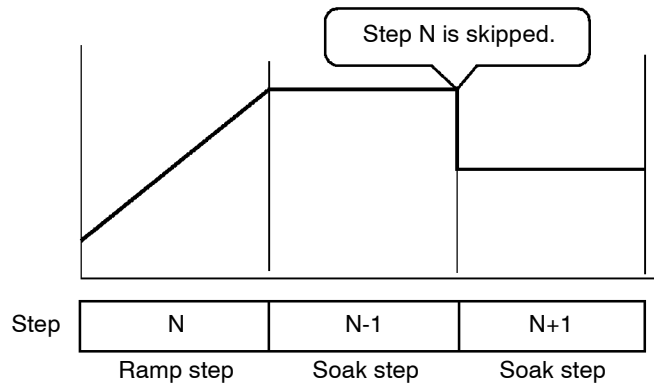 Step N is skipped.
Step N N-1 N+1
Ramp step Soak step Soak step